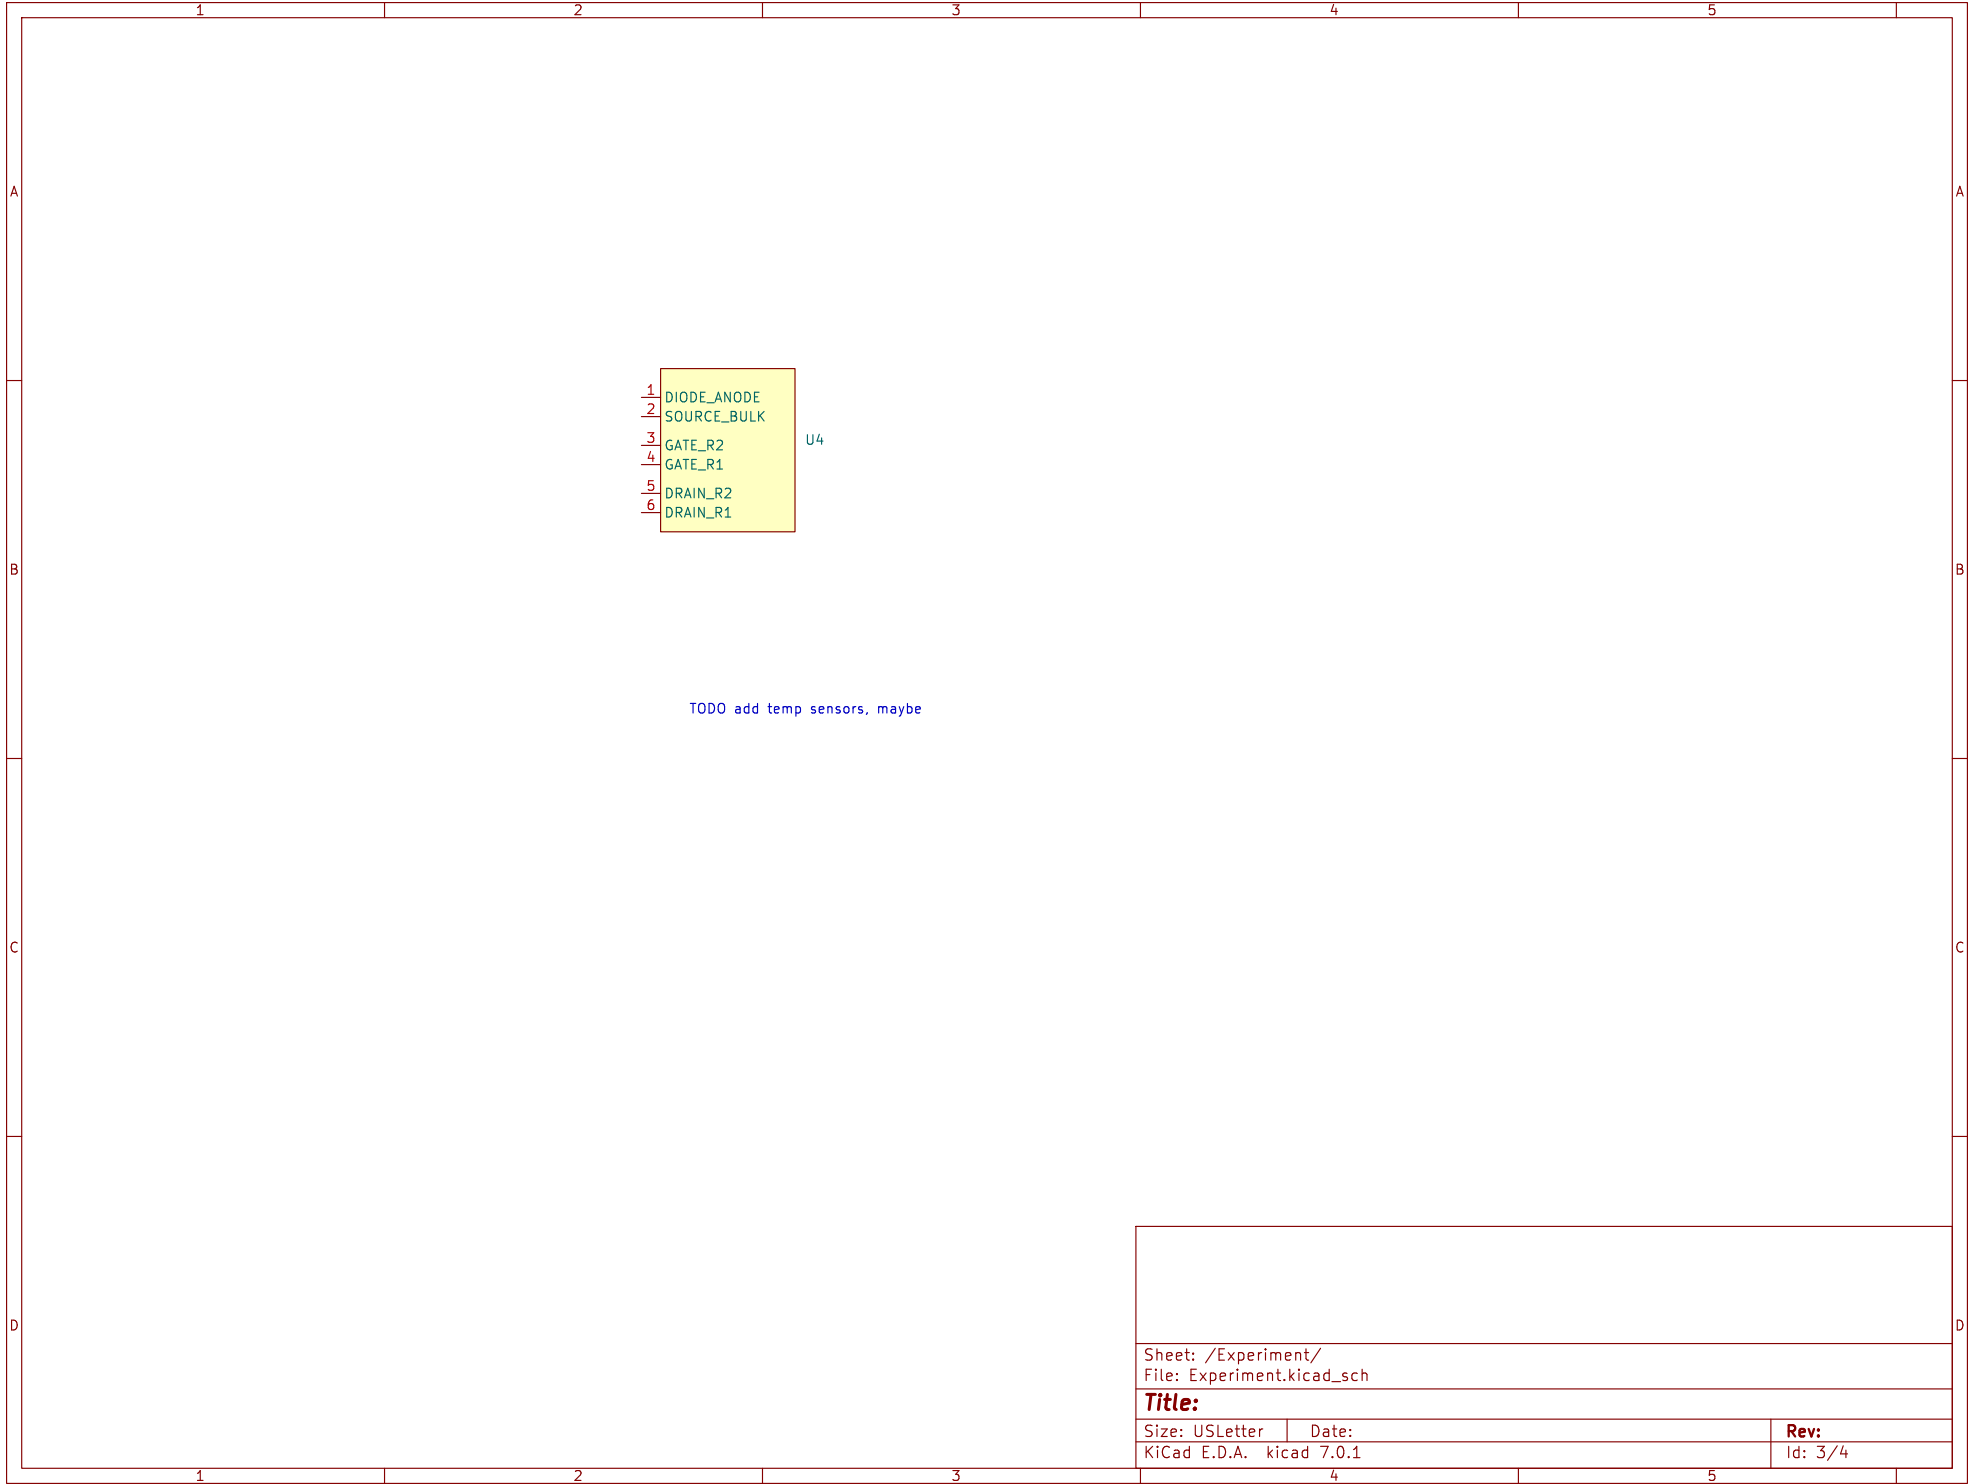 1 2 3 4 5
A A
1 DIODE_ANODE
2 SOURCE_BULK
U4
3 GATE_R2
4 GATE_R1
5 DRAIN_R2
6 DRAIN_R1
B B
TODO add temp sensors, maybe
C C
D D
Sheet: /Experiment/
File: Experiment.kicad_sch
Title:
Size: USLetter Date: Rev:
KiCad E.D.A. kicad 7.0.1 Id: 3/4
1 2 3 4 5